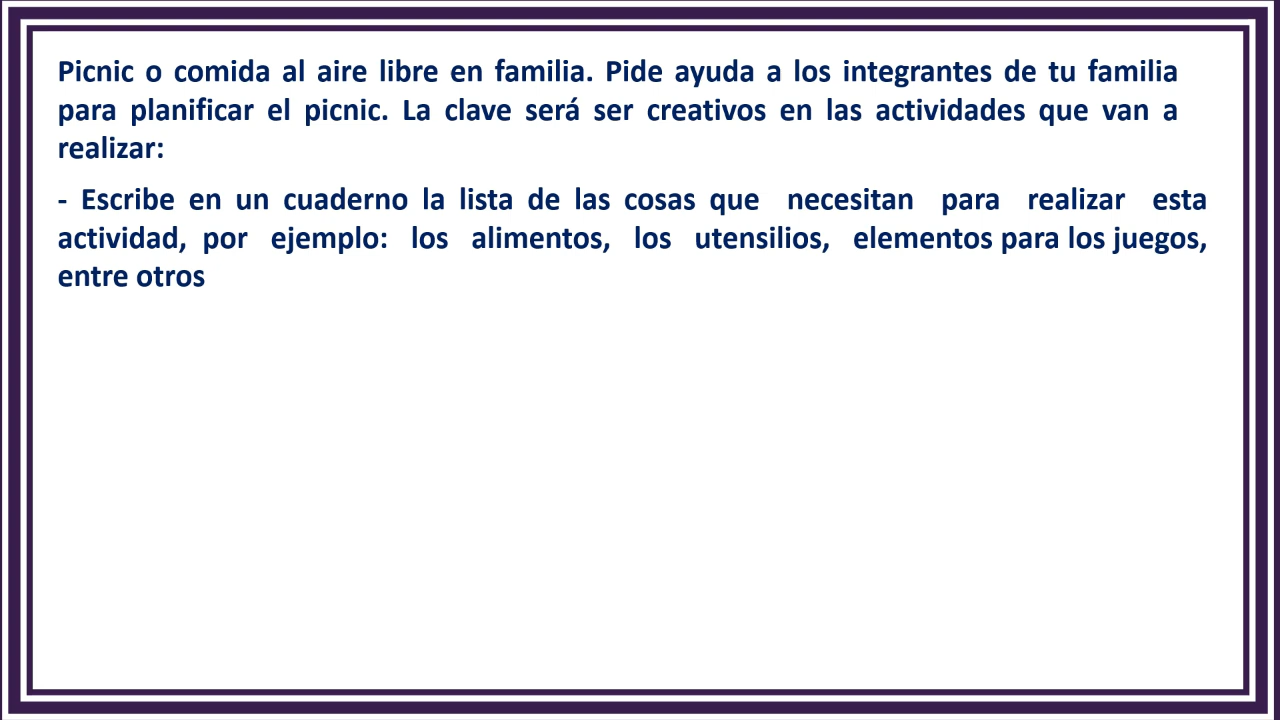 Picnic o comida al aire libre en familia. Pide ayuda a los integrantes de tu familia
para planificar el picnic. La clave será ser creativos en las actividades que van a
realizar:
- Escribe en un cuaderno la lista de las cosas que necesitan para realizar esta
actividad, por ejemplo: los alimentos, los utensilios, elementos para los juegos,
entre otros